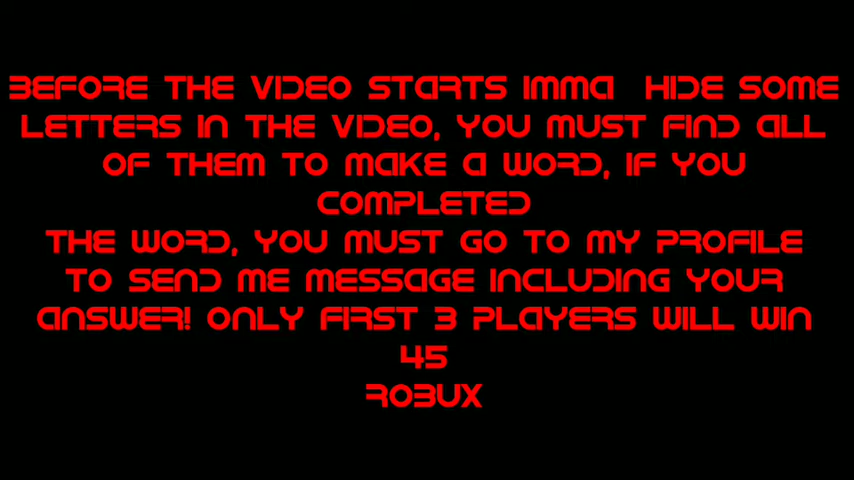 BEFORE THE VIDEO STARTS IMMA HIDE SOME
LETTERS IN THE VIDEO, YOU MUST FIND ALL
OF THEM TO MAKE A WORD, IF YOU
COMPLETED
THE WORD, YOU MUST GO TO MY PROFILE
TO SEND ME MESSAGE INCLUDING YOUR
ANSWER! ONLY FIRST 3 PLAYERS WILL WIN
45
ROBUX